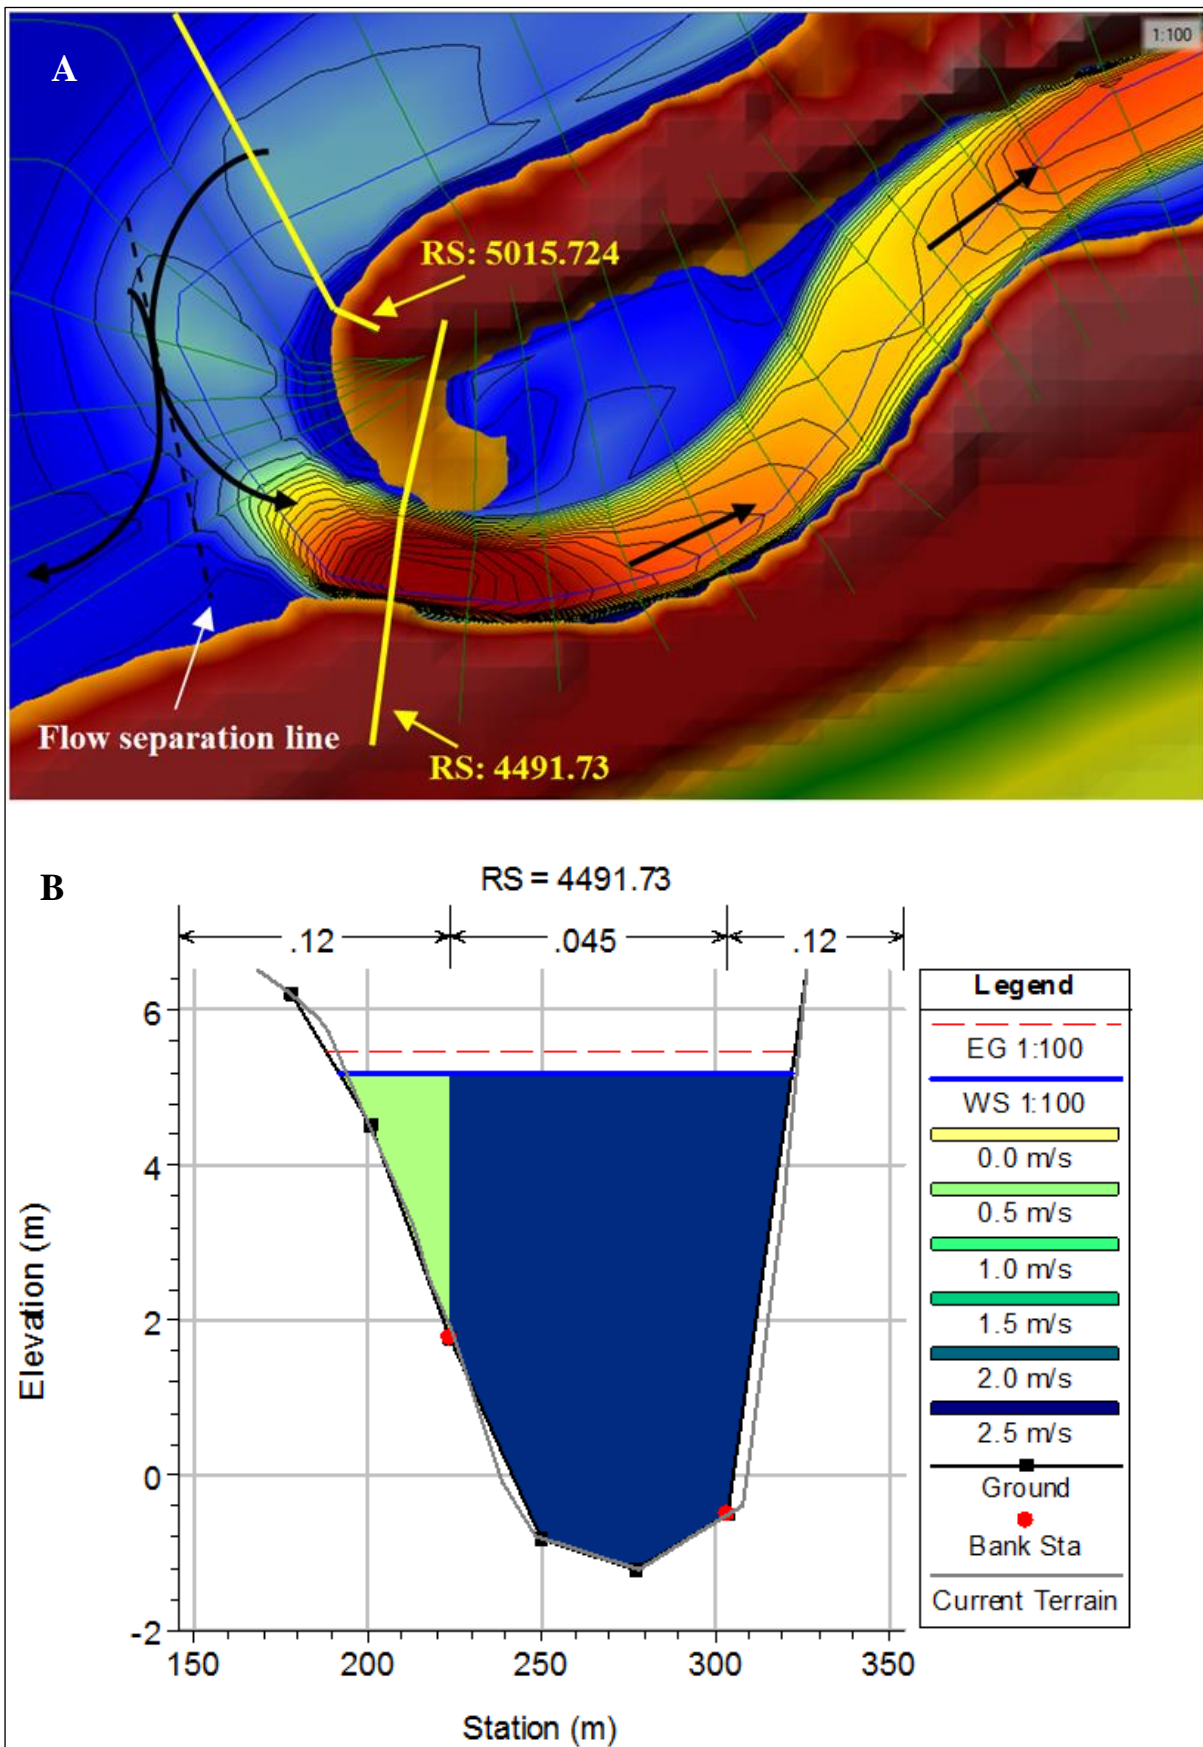 A
1:100
RS: 5015.724
Flow separation line
RS: 4491.73
B
RS = 4491.73
.12 .045 .12
6
4
2
0
-2
Elevation (m)
150 200 250 300 350
Station (m)
Legend
EG 1:100
WS 1:100
0.0 m/s
0.5 m/s
1.0 m/s
1.5 m/s
2.0 m/s
2.5 m/s
Ground
Bank Sta
Current Terrain